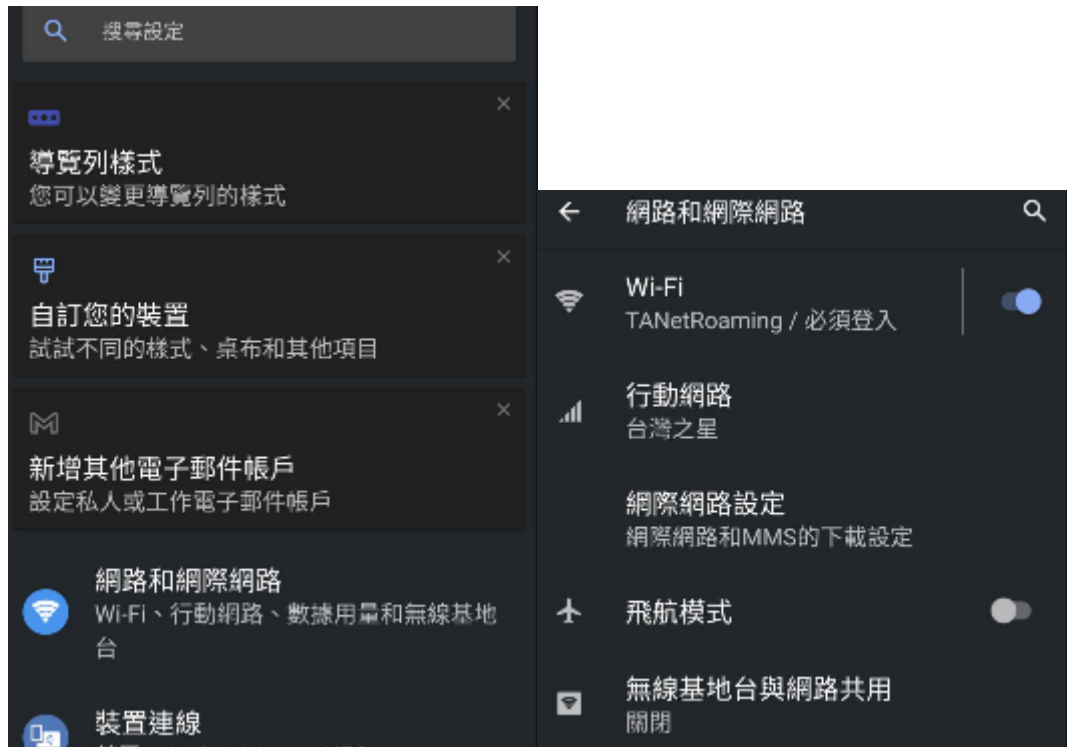 搜尋設定
導覽列樣式
您可以變更導覽列的樣式
自訂您的裝置
試試不同的樣式、桌布和其他項目
新增其他電子郵件帳戶
設定私人或工作電子郵件帳戶
網路和網際網路
Wi-Fi、行動網路、數據用量和無線基地
台
裝置連線
網路和網際網路
Wi-Fi
TANetRoaming / 必須登入
行動網路
台灣之星
網際網路設定
網際網路和MMS的下載設定
飛航模式
無線基地台與網路共用
關閉